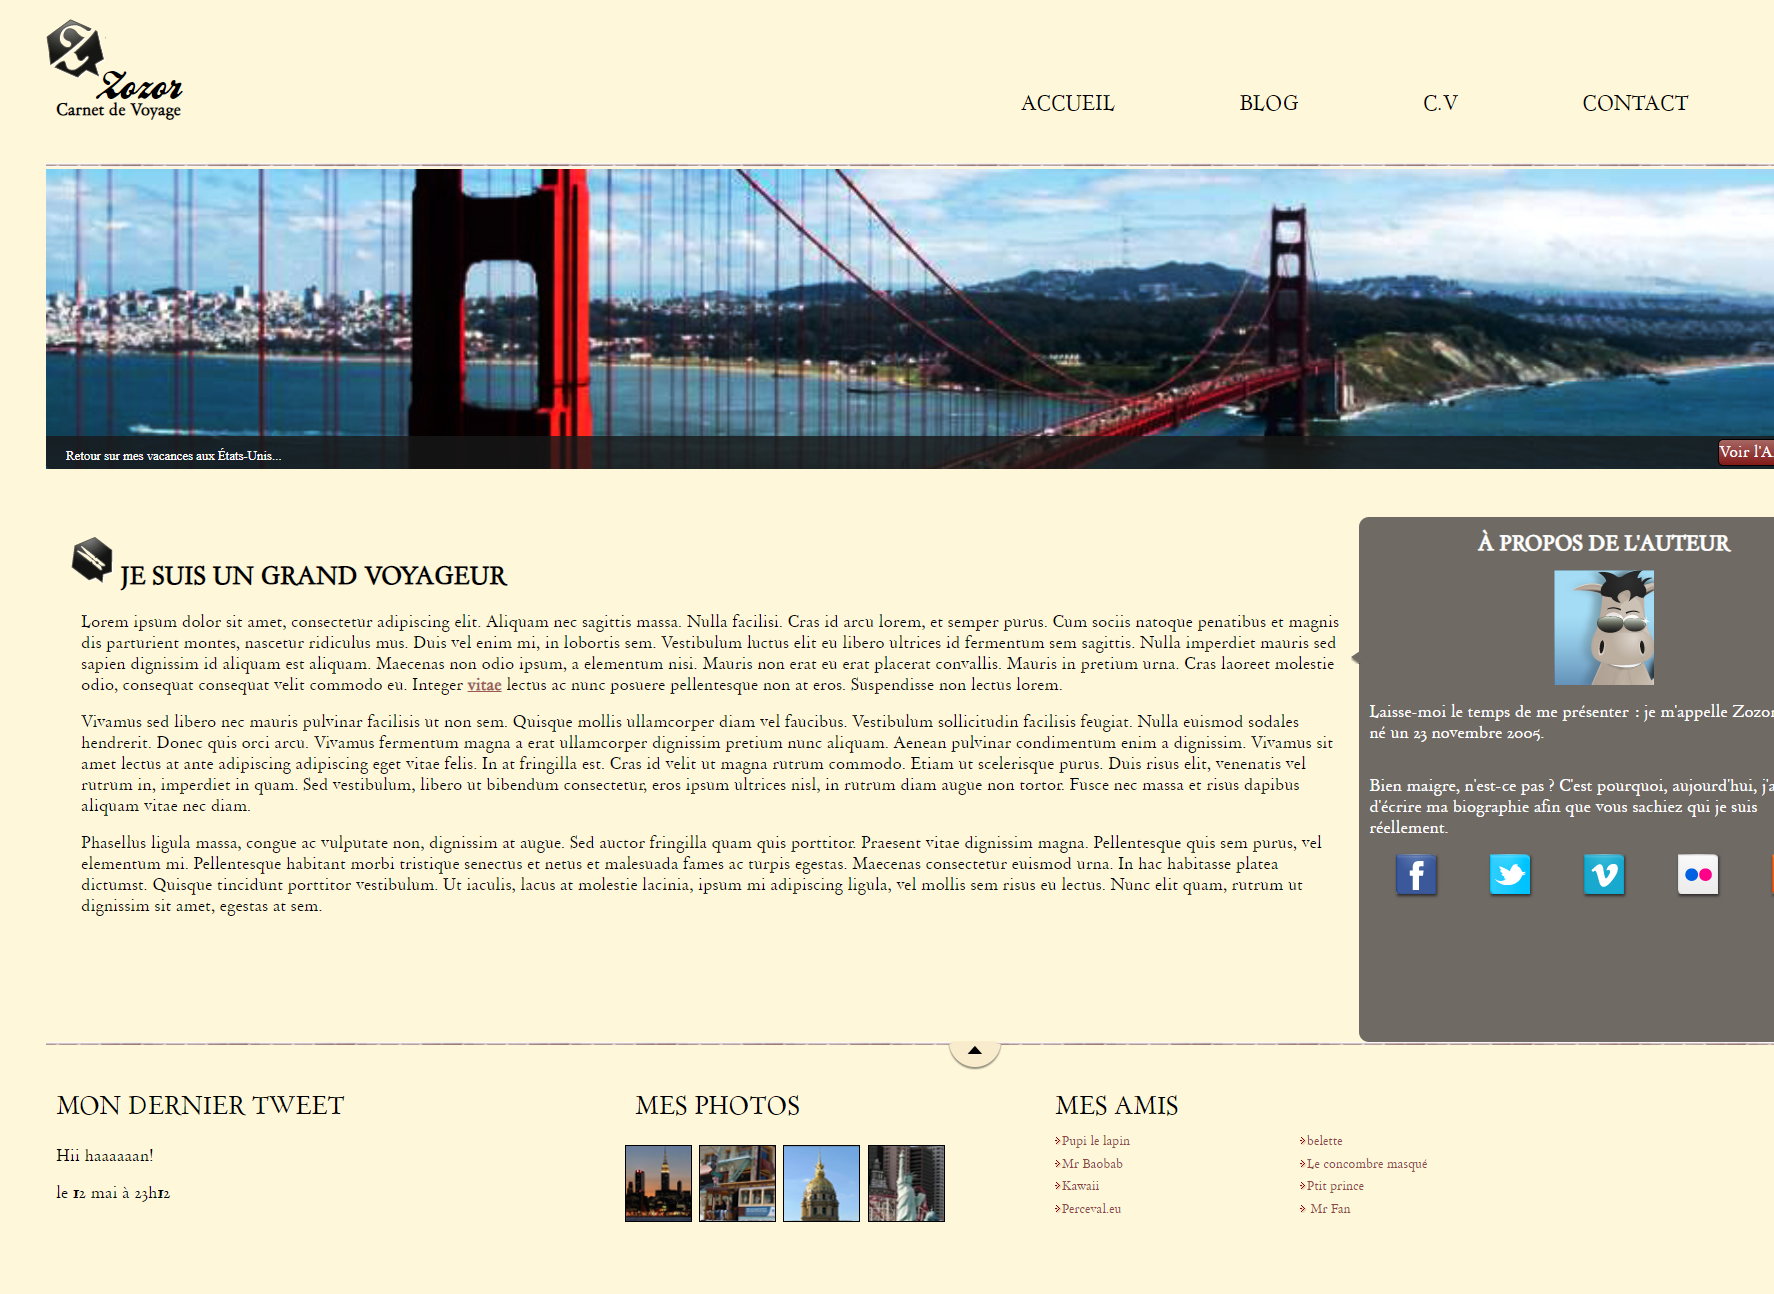 Zozor
Carnet de Voyage
ACCUEIL BLOG C.V CONTACT
Retour sur mes vacances aux États-Unis...
Voir l'A
JE SUIS UN GRAND VOYAGEUR
Lorem ipsum dolor sit amet, consectetur adipiscing elit. Aliquam nec sagittis massa. Nulla facilisi. Cras id arcu lorem, et semper purus. Cum sociis natoque penatibus et magnis
dis parturient montes, nascetur ridiculus mus. Duis vel enim mi, in lobortis sem. Vestibulum luctus elit eu libero ultrices id fermentum sem sagittis. Nulla imperdiet mauris sed
sapien dignissim id aliquam est aliquam. Maecenas non odio ipsum, a elementum nisi. Mauris non erat eu erat placerat convallis. Mauris in pretium urna. Cras laoreet molestie
odio, consequat consequat velit commodo eu. Integer vitae lectus ac nunc posuere pellentesque non at eros. Suspendisse non lectus lorem.
Vivamus sed libero nec mauris pulvinar facilisis ut non sem. Quisque mollis ullamcorper diam vel faucibus. Vestibulum sollicitudin facilisis feugiat. Nulla euismod sodales
hendrerit. Donec quis orci arcu. Vivamus fermentum magna a erat ullamcorper dignissim pretium nunc aliquam. Aenean pulvinar condimentum enim a dignissim. Vivamus sit
amet lectus at ante adipiscing adipiscing eget vitae felis. In at fringilla est. Cras id velit ut magna rutrum commodo. Etiam ut scelerisque purus. Duis risus elit, venenatis vel
rutrum in, imperdiet in quam. Sed vestibulum, libero ut bibendum consectetur, eros ipsum ultrices nisl, in rutrum diam augue non tortor. Fusce nec massa et risus dapibus
aliquam vitae nec diam.
Phasellus ligula massa, congue ac vulputate non, dignissim at augue. Sed auctor fringilla quam quis porttitor. Praesent vitae dignissim magna. Pellentesque quis sem purus, vel
elementum mi. Pellentesque habitant morbi tristique senectus et netus et malesuada fames ac turpis egestas. Maecenas consectetur euismod urna. In hac habitasse platea
dictumst. Quisque tincidunt porttitor vestibulum. Ut iaculis, lacus at molestie lacinia, ipsum mi adipiscing ligula, vel mollis sem risus eu lectus. Nunc elit quam, rutrum ut
dignissim sit amet, egestas at sem.
À PROPOS DE L'AUTEUR
Laisse-moi le temps de me présenter : je m'appelle Zozor
né un 23 novembre 2005.
Bien maigre, n'est-ce pas ? C'est pourquoi, aujourd'hui, j'a
d'écrire ma biographie afin que vous sachiez qui je suis
réellement.
MON DERNIER TWEET
Hii haaaaaan!
le 12 mai à 23h12
MES PHOTOS
MES AMIS
Pupi le lapin
Mr Baobab
Kawaii
Perceval.eu
belette
Le concombre masqué
Ptit prince
Mr Fan